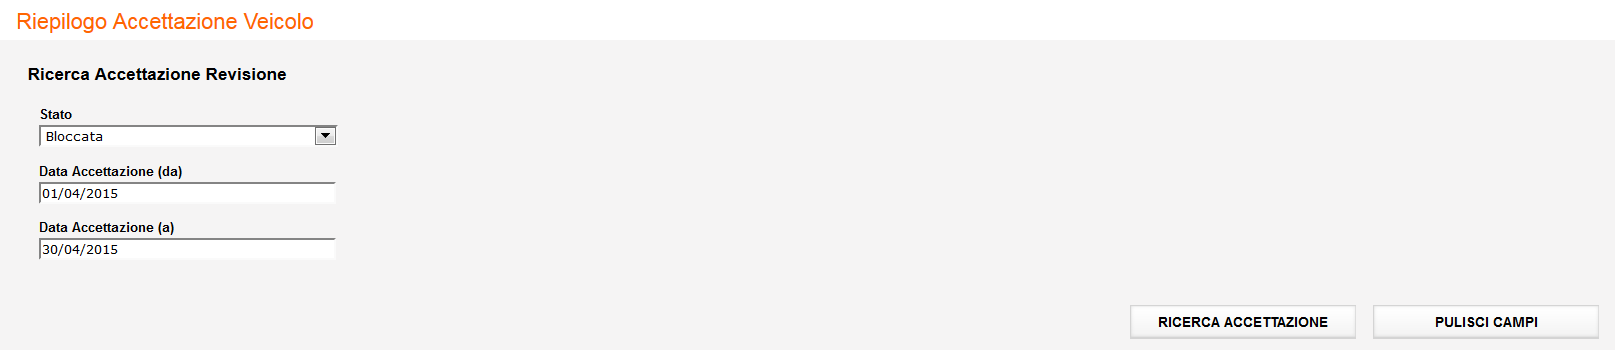 Riepilogo Accettazione Veicolo
Ricerca Accettazione Revisione
Stato
Bloccata
Data Accettazione (da)
01/04/2015
Data Accettazione (a)
30/04/2015
RICERCA ACCETTAZIONE
PULISCI CAMPI